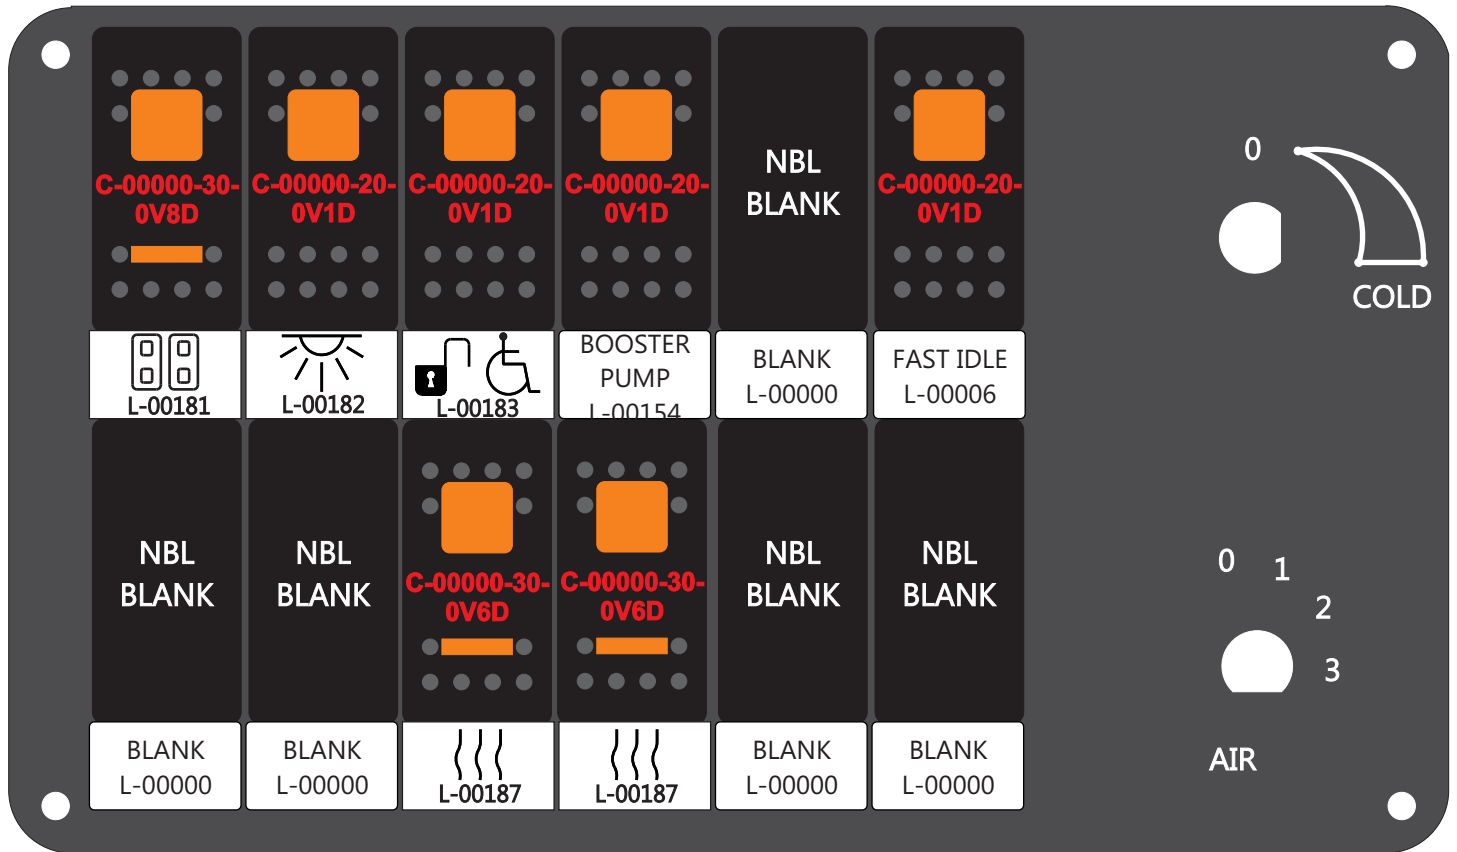 C-00000-30-
0V8D
C-00000-20-
0V1D
C-00000-20-
0V1D
C-00000-20-
0V1D
NBL
BLANK
C-00000-20-
0V1D
L-00181
L-00182
L-00183
BOOSTER
PUMP
L-00154
BLANK
L-00000
FAST IDLE
L-00006
0
COLD
NBL
BLANK
NBL
BLANK
C-00000-30-
0V6D
C-00000-30-
0V6D
NBL
BLANK
NBL
BLANK
BLANK
L-00000
BLANK
L-00000
L-00187
L-00187
BLANK
L-00000
BLANK
L-00000
0
1
2
3
AIR